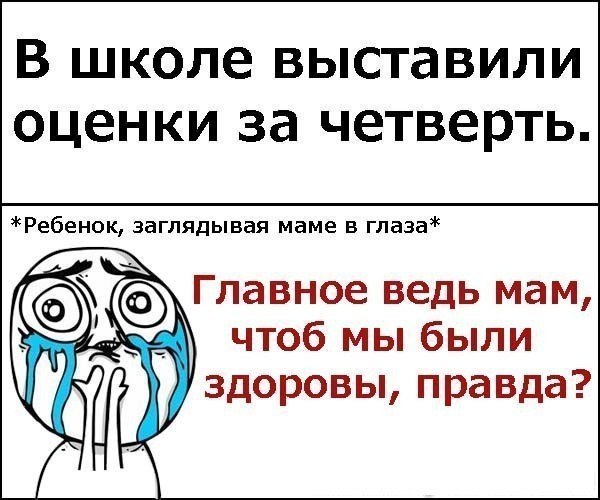 В школе выставили
оценки за четверть.
*Ребенок, заглядывая маме в глаза*
Главное ведь мам,
чтоб мы были
здоровы, правда?